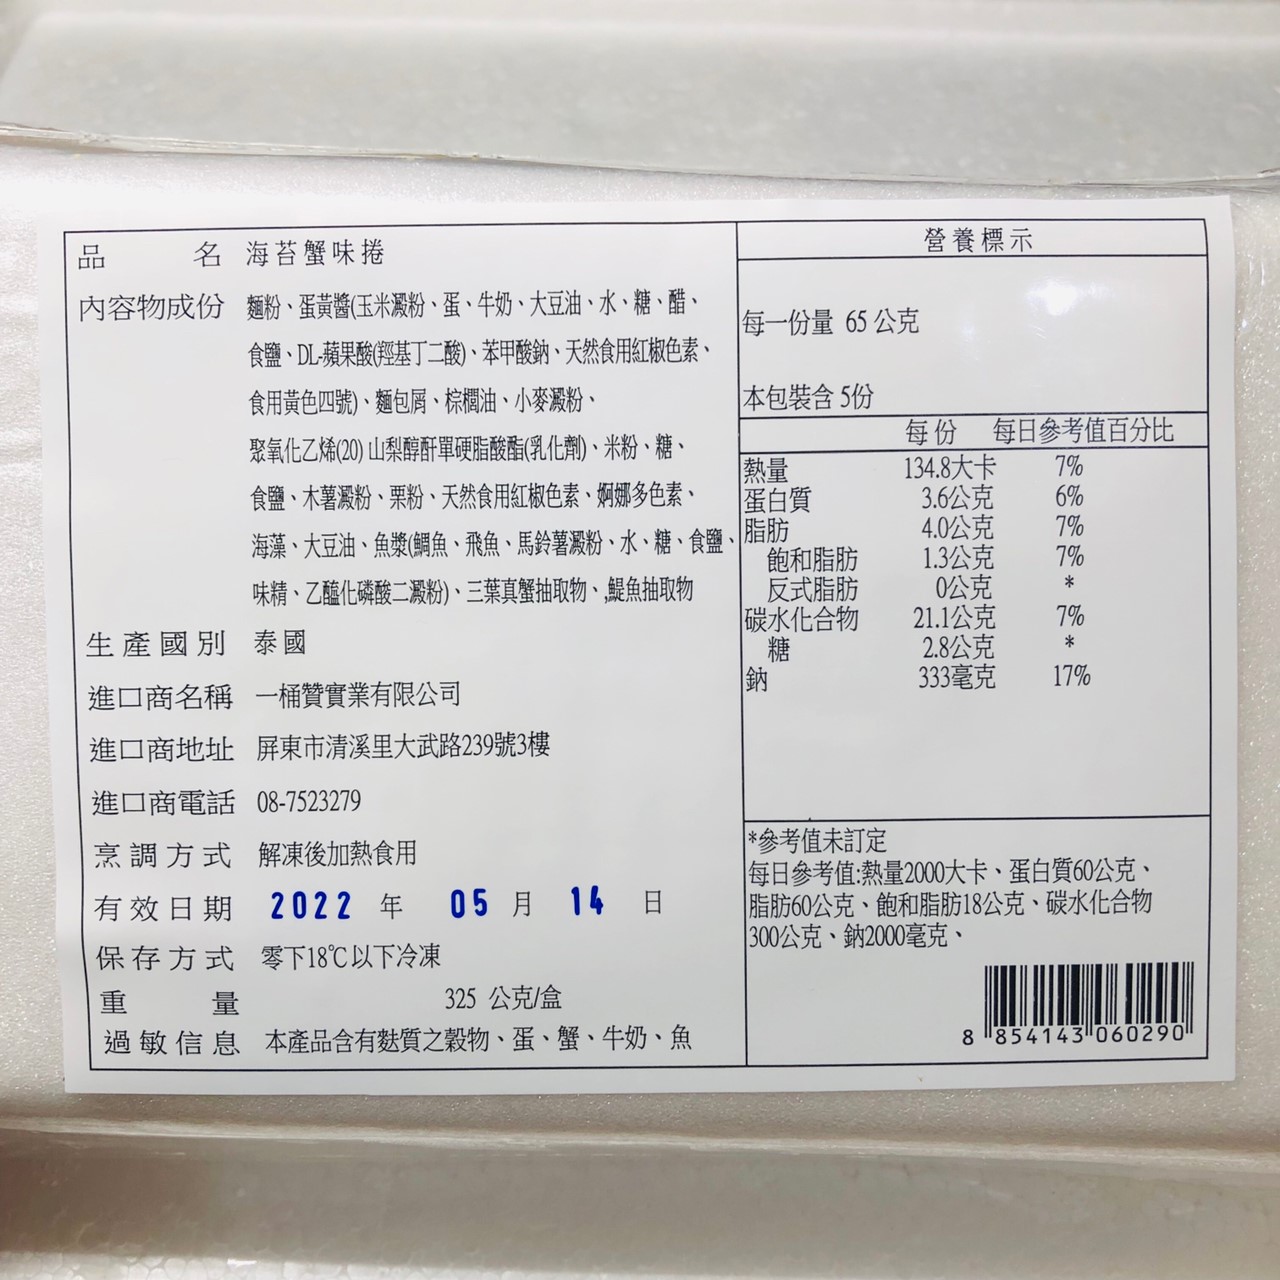 品名 海苔蟹味捲
內容物成份 麵粉、蛋黃醬(玉米澱粉、蛋、牛奶、大豆油、水、糖、醋、
食鹽、DL-蘋果酸(羥基丁二酸)、苯甲酸鈉、天然食用紅椒色素、
食用黃色四號)、麵包屑、棕櫚油、小麥澱粉、
聚氧化乙烯(20) 山梨醇酐單硬脂酸酯(乳化劑)、米粉、糖、
食鹽、木薯澱粉、栗粉、天然食用紅椒色素、婀娜多色素、
海藻、大豆油、魚漿(鯛魚、飛魚、馬鈴薯澱粉、水、糖、食鹽、
味精、乙醯化磷酸二澱粉)、三葉真蟹抽取物、,鯷魚抽取物
生產國別 泰國
進口商名稱 一桶贊實業有限公司
進口商地址 屏東市清溪里大武路239號3樓
進口商電話 08-7523279
烹調方式 解凍後加熱食用
有效日期 2022 年 05 月 14 日
保存方式 零下18℃以下冷凍
重量 325 公克/盒
過敏信息 本產品含有麩質之穀物、蛋、蟹、牛奶、魚
營養標示
每一份量 65 公克
本包裝含 5份
每份 每日參考值百分比
熱量 134.8大卡 7%
蛋白質 3.6公克 6%
脂肪 4.0公克 7%
飽和脂肪 1.3公克 7%
反式脂肪 0公克 *
碳水化合物 21.1公克 7%
糖 2.8公克 *
鈉 333毫克 17%
*參考值未訂定
每日參考值:熱量2000大卡、蛋白質60公克、
脂肪60公克、飽和脂肪18公克、碳水化合物
300公克、鈉2000毫克、
8 854143 060290